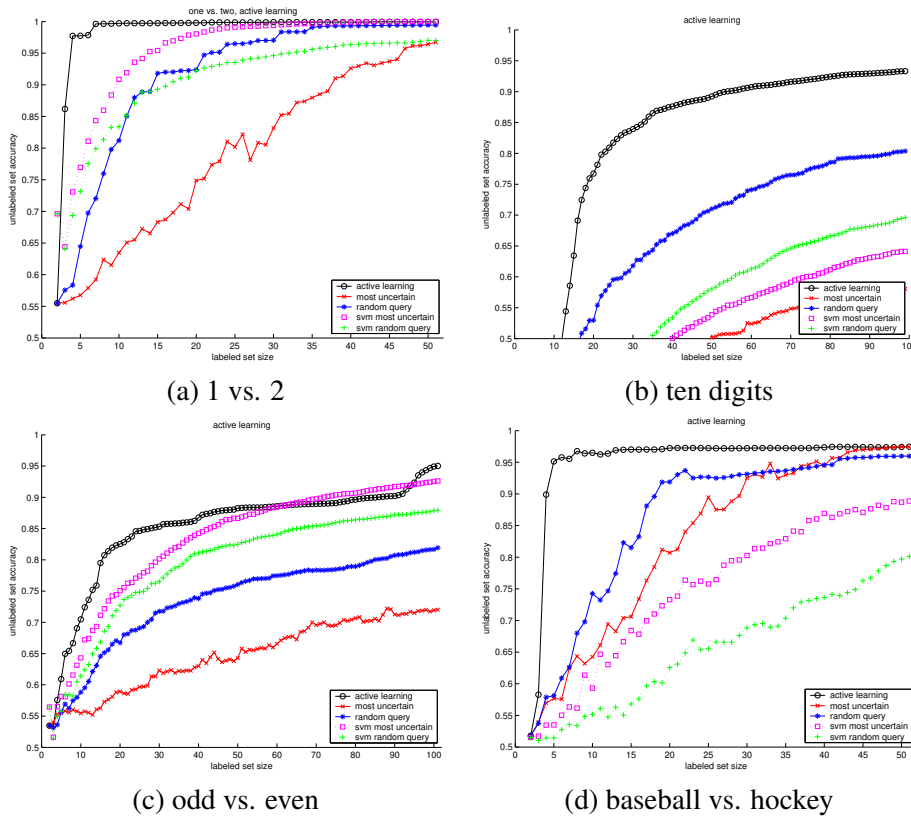 one vs. two, active learning
unlabeled set accuracy
1
0.95
0.9
0.85
0.8
0.75
0.7
0.65
0.6
0.55
0.5
0 5 10 15 20 25 30 35 40 45 50
labeled set size
active learning
most uncertain
random query
svm most uncertain
svm random query
(a) 1 vs. 2
active learning
unlabeled set accuracy
1
0.95
0.9
0.85
0.8
0.75
0.7
0.65
0.6
0.55
0.5
0 10 20 30 40 50 60 70 80 90 100
labeled set size
active learning
most uncertain
random query
svm most uncertain
svm random query
(b) ten digits
active learning
unlabeled set accuracy
1
0.95
0.9
0.85
0.8
0.75
0.7
0.65
0.6
0.55
0.5
0 10 20 30 40 50 60 70 80 90 100
labeled set size
active learning
most uncertain
random query
svm most uncertain
svm random query
(c) odd vs. even
active learning
unlabeled set accuracy
1
0.95
0.9
0.85
0.8
0.75
0.7
0.65
0.6
0.55
0.5
0 5 10 15 20 25 30 35 40 45 50
labeled set size
active learning
most uncertain
random query
svm most uncertain
svm random query
(d) baseball vs. hockey